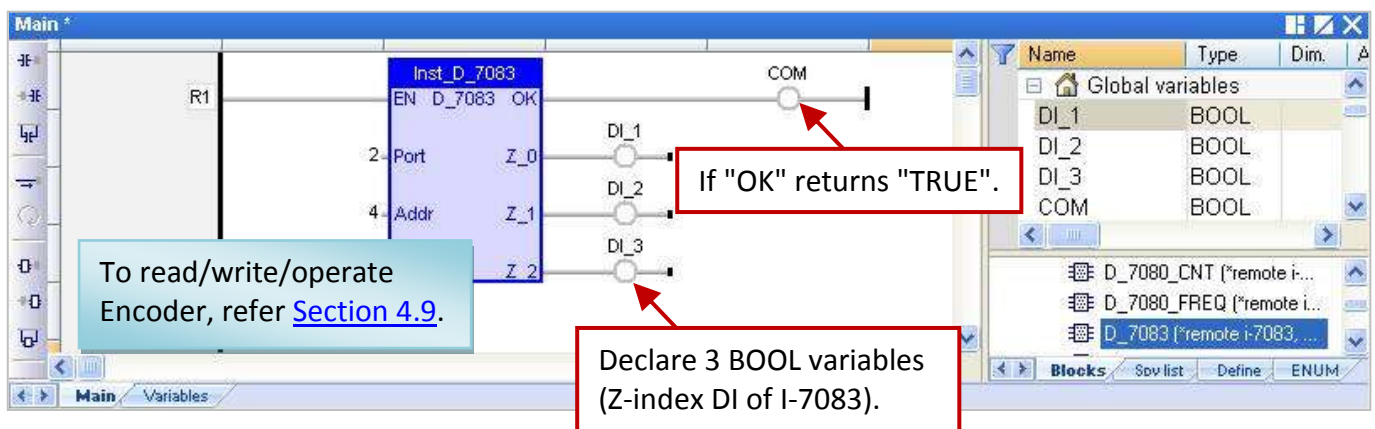 Main *
Inst_D_7083
EN D_7083 OK
COM
R1
DI_1
2 Port Z_0
If "OK" returns "TRUE".
DI_2
4 Addr Z_1
DI_3
Z_2
To read/write/operate
Encoder, refer Section 4.9.
Declare 3 BOOL variables
(Z-index DI of I-7083).
Main Variables
Name Type Dim. A
Global variables
DI_1 BOOL
DI_2 BOOL
DI_3 BOOL
COM BOOL
D_7080_CNT (*remote i-...
D_7080_FREQ (*remote i...
D_7083 (*remote i-7083, ...
Blocks Spy list Define ENUM